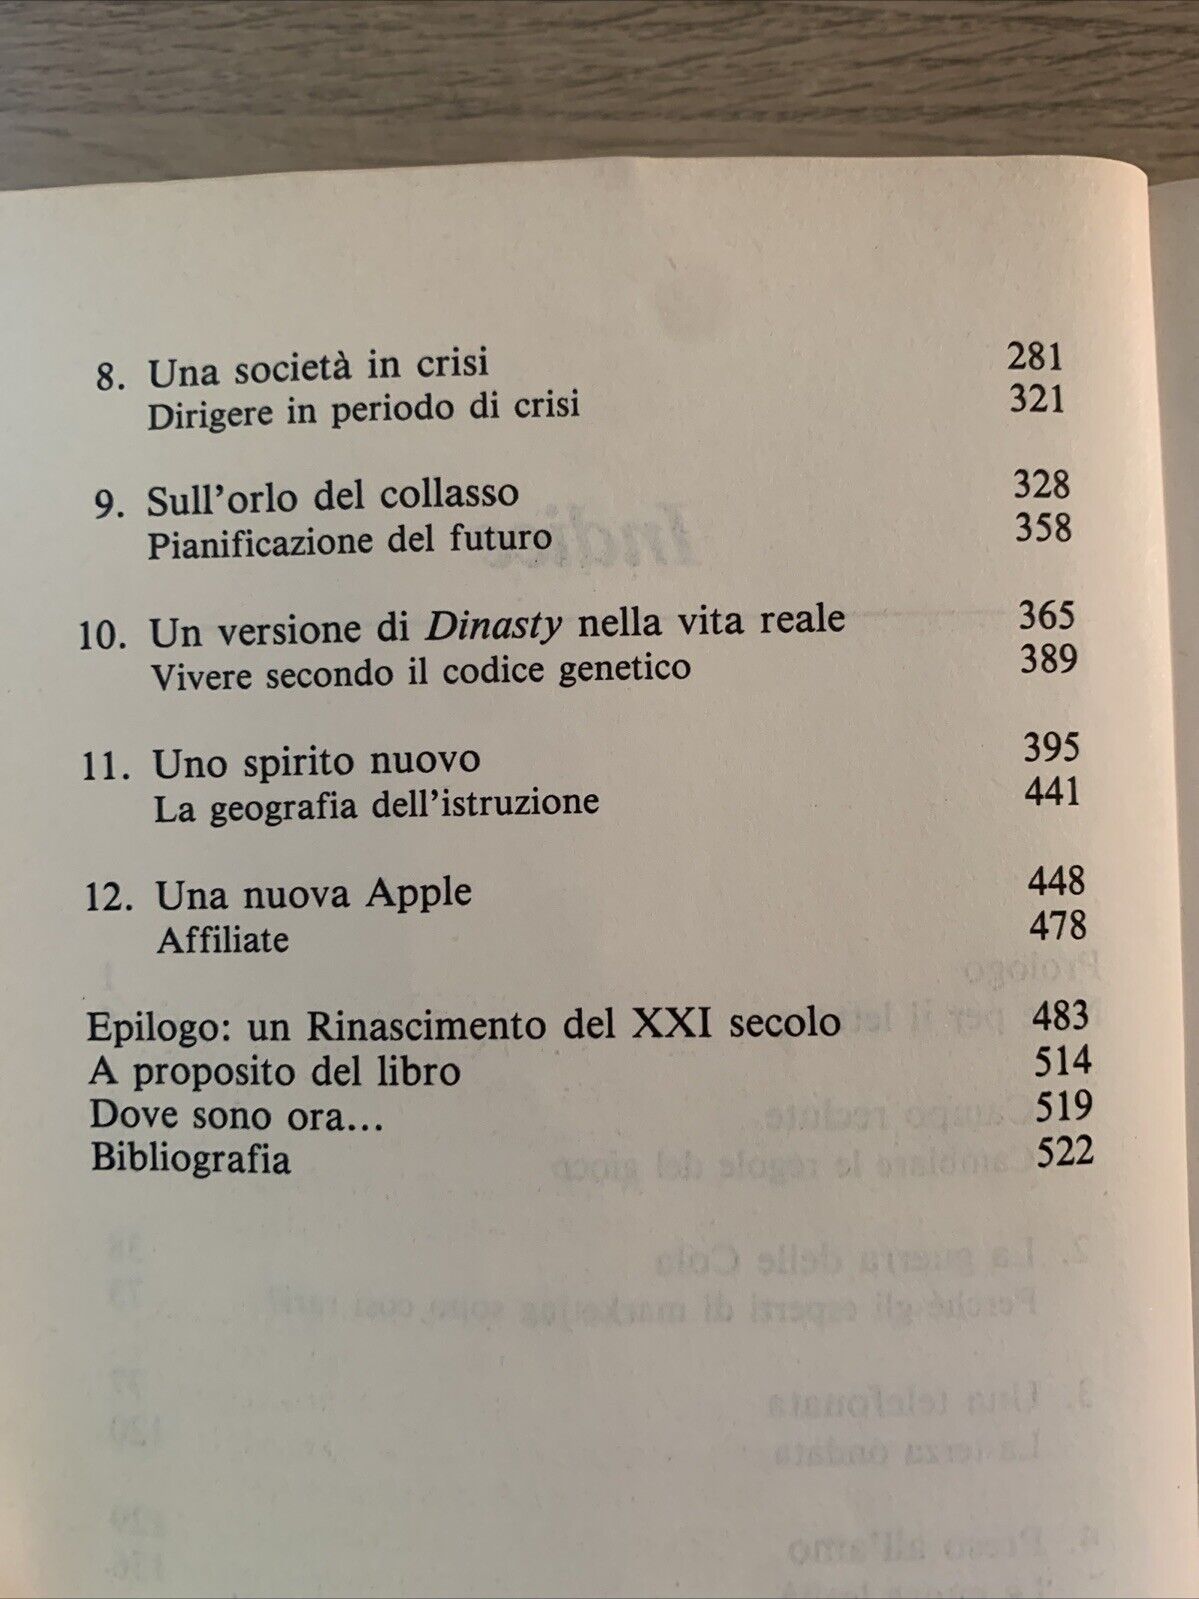 8. Una società in crisi 281
Dirigere in periodo di crisi 321
9. Sull'orlo del collasso 328
Pianificazione del futuro 358
10. Un versione di Dinasty nella vita reale 365
Vivere secondo il codice genetico 389
11. Uno spirito nuovo 395
La geografia dell'istruzione 441
12. Una nuova Apple 448
Affiliate 478
Epilogo: un Rinascimento del XXI secolo 483
A proposito del libro 514
Dove sono ora... 519
Bibliografia 522